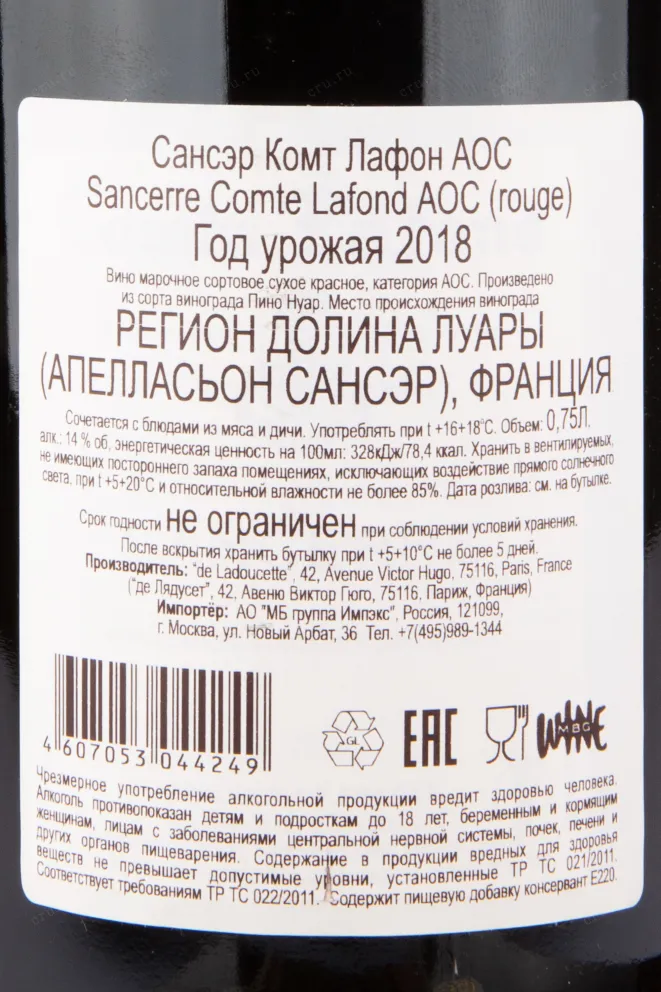 Сансэр Комт Лафон АОС
Sancerre Comte Lafond AOC (rouge)
Год урожая 2018
Вино марочное сортовое сухое красное, категория АОС. Произведено
из сорта винограда Пино Нуар. Место происхождения винограда
РЕГИОН ДОЛИНА ЛУАРЫ
(АПЕЛЛАСЬОН САНСЭР), ФРАНЦИЯ
Сочетается с блюдами из мяса и дичи. Употреблять при t +16+18°С. Объем: 0,75Л,
алк.: 14 % об, энергетическая ценность на 100мл: 328кДж/78,4 ккал. Хранить в вентилируемых,
не имеющих постороннего запаха помещениях, исключающих воздействие прямого солнечного
света, при t +5+20°С и относительной влажности не более 85%. Дата розлива: см. на бутылке.
Срок годности не ограничен при соблюдении условий хранения.
После вскрытия хранить бутылку при t +5+10°С не более 5 дней.
Производитель: "de Ladoucette", 42, Avenue Victor Hugo, 75116, Paris, France
("де Лядусет", 42, Авеню Виктор Гюго, 75116, Париж, Франция)
Импортёр: АО "МБ группа Импэкс", Россия, 121099,
г. Москва, ул. Новый Арбат, 36 Тел. +7(495)989-1344
4 607053 044249
GL
EAC
WINE
MBG
Чрезмерное употребление алкогольной продукции вредит здоровью человека.
Алкоголь противопоказан детям и подросткам до 18 лет, беременным и кормящим
женщинам, лицам с заболеваниями центральной нервной системы, почек, печени и
других органов пищеварения. Содержание в продукции вредных для здоровья
веществ не превышает допустимые уровни, установленные ТР ТС 021/2011.
Соответствует требованиям ТР ТС 022/2011. Содержит пищевую добавку консервант Е220.